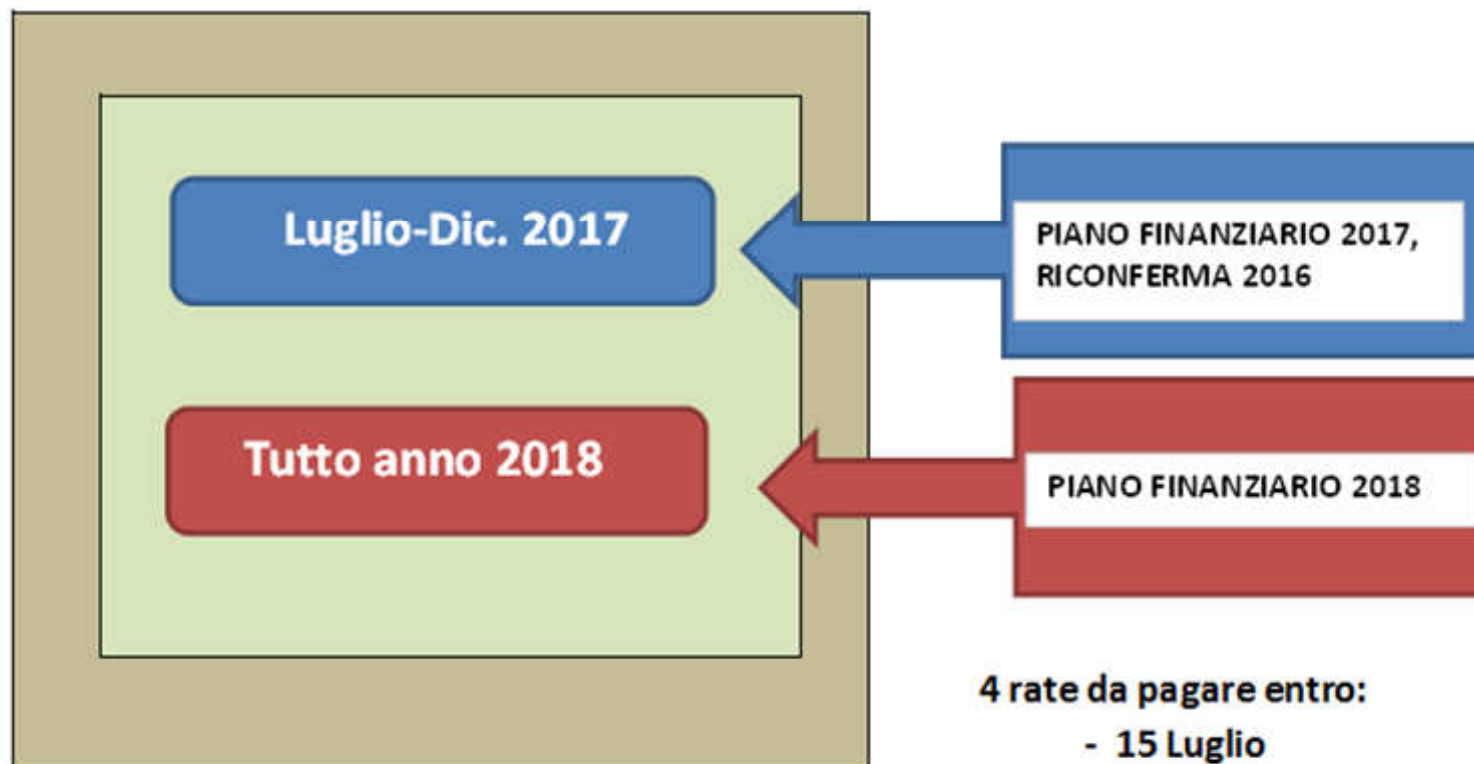 Luglio-Dic. 2017
PIANO FINANZIARIO 2017,
RICONFERMA 2016
Tutto anno 2018
PIANO FINANZIARIO 2018
4 rate da pagare entro:
- 15 Luglio